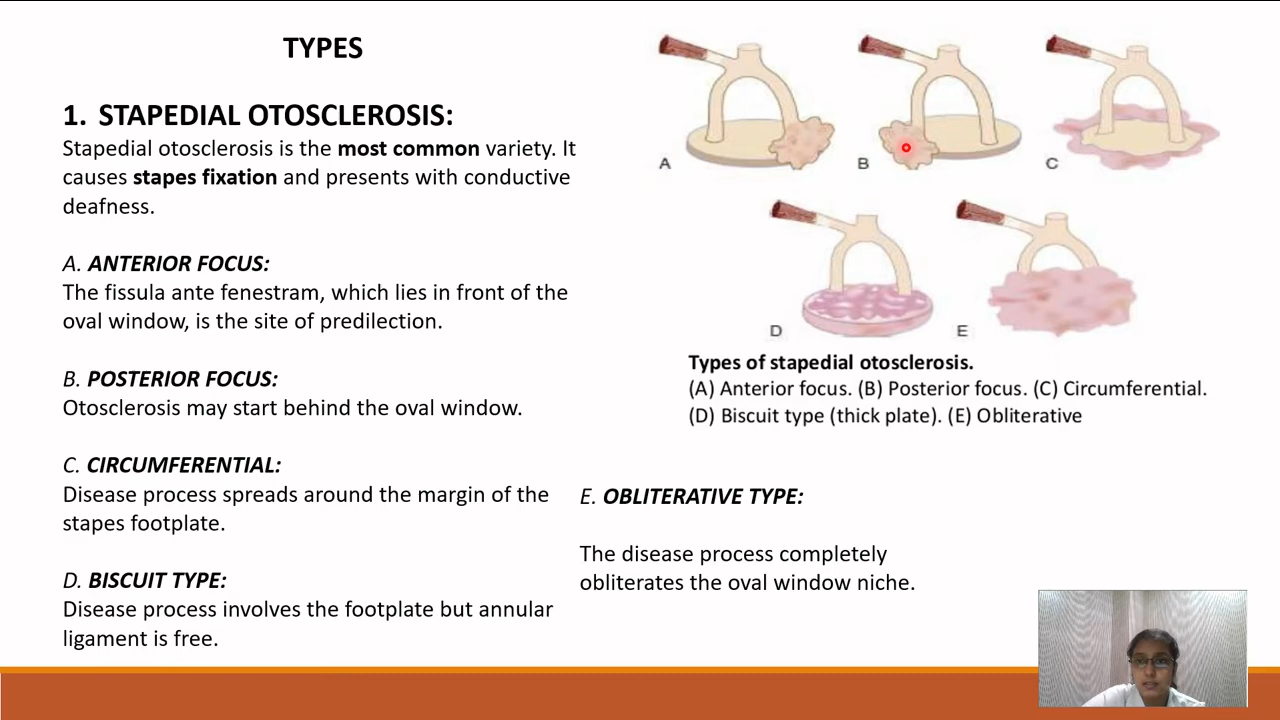 TYPES
1. STAPEDIAL OTOSCLEROSIS:
Stapedial otosclerosis is the most common variety. It
causes stapes fixation and presents with conductive
deafness.
A. ANTERIOR FOCUS:
The fissula ante fenestram, which lies in front of the
oval window, is the site of predilection.
B. POSTERIOR FOCUS:
Otosclerosis may start behind the oval window.
C. CIRCUMFERENTIAL:
Disease process spreads around the margin of the
stapes footplate.
D. BISCUIT TYPE:
Disease process involves the footplate but annular
ligament is free.
A
B
C
D
E
Types of stapedial otosclerosis.
(A) Anterior focus. (B) Posterior focus. (C) Circumferential.
(D) Biscuit type (thick plate). (E) Obliterative
E. OBLITERATIVE TYPE:
The disease process completely
obliterates the oval window niche.